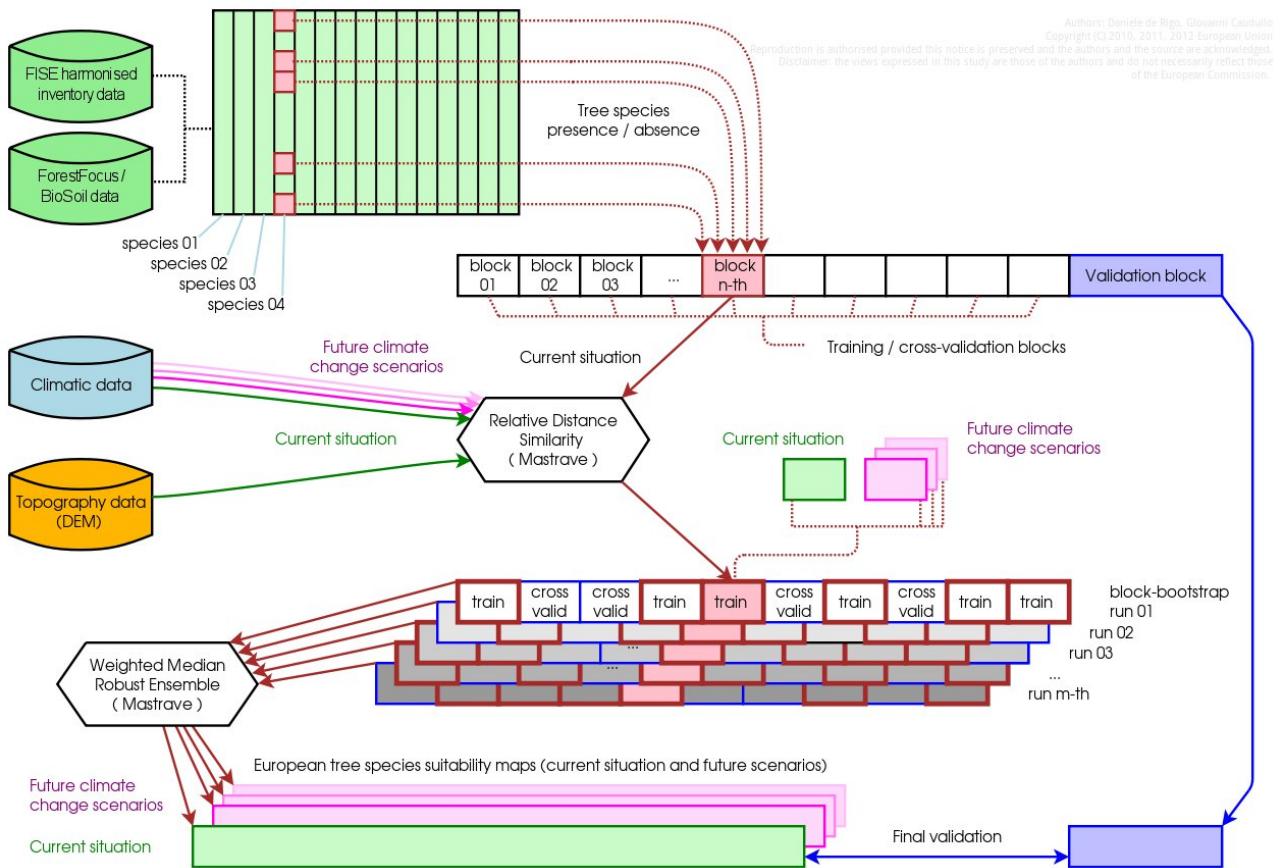 Authors: Daniele de Rigo, Giovanni Caudullo
Copyright (C) 2010, 2011, 2012 European Union
Reproduction is authorised provided this notice is preserved and the authors and the source are acknowledged.
Disclaimer: the views expressed in this study are those of the authors and do not necessarily reflect those
of the European Commission.
FISE harmonised
inventory data
ForestFocus /
BioSoil data
Tree species
presence / absence
species 01
species 02
species 03
species 04
block
01
block
02
block
03
...
block
n-th
Validation block
Training / cross-validation blocks
Current situation
Future climate
change scenarios
Climatic data
Current situation
Topography data
(DEM)
Relative Distance
Similarity
( Mastrave )
Current situation
Future climate
change scenarios
train
cross
valid
cross
valid
train
train
cross
valid
train
cross
valid
train
train
block-bootstrap
run 01
run 02
run 03
...
run m-th
...
...
Weighted Median
Robust Ensemble
( Mastrave )
European tree species suitability maps (current situation and future scenarios)
Future climate
change scenarios
Current situation
Final validation